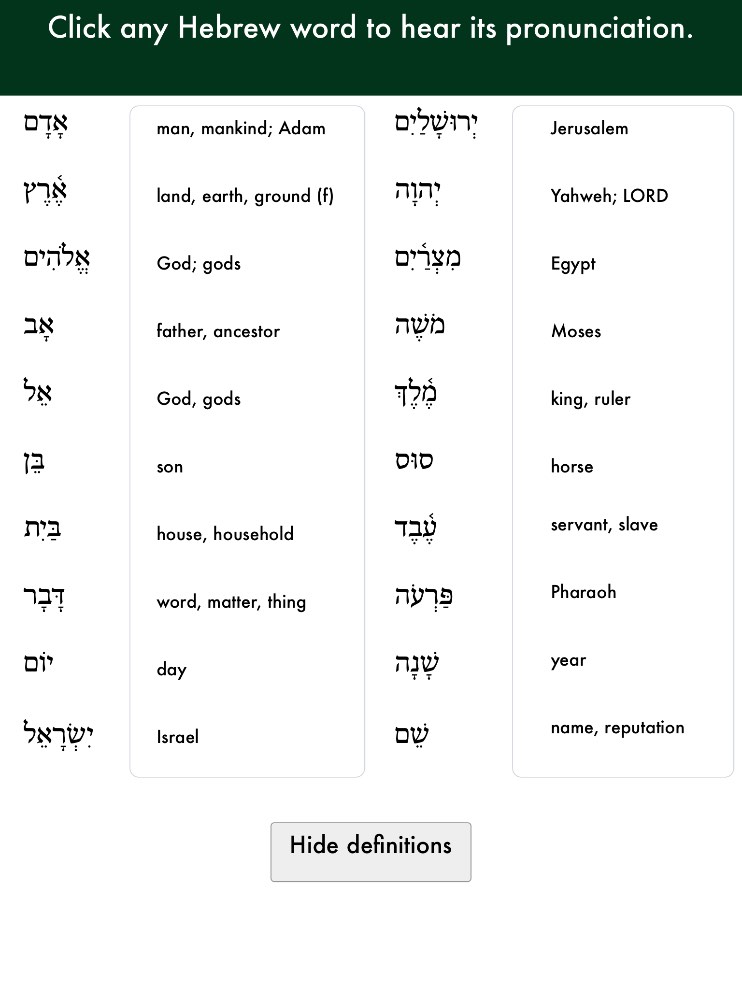 Click any Hebrew word to hear its pronunciation.
אָדָם man, mankind; Adam
אֶ֫רֶץ land, earth, ground (f)
אֱלֹהִים God; gods
אָב father, ancestor
אֵל God, gods
בֵּן son
בַּיִת house, household
דָּבָר word, matter, thing
יוֹם day
יִשְׂרָאֵל Israel
יְרוּשָׁלַיִם Jerusalem
יְהוָה Yahweh; LORD
מִצְרַ֫יִם Egypt
מֹשֶׁה Moses
מֶ֫לֶךְ king, ruler
סוּס horse
עֶ֫בֶד servant, slave
פַּרְעֹה Pharaoh
שָׁנָה year
שֵׁם name, reputation
Hide definitions